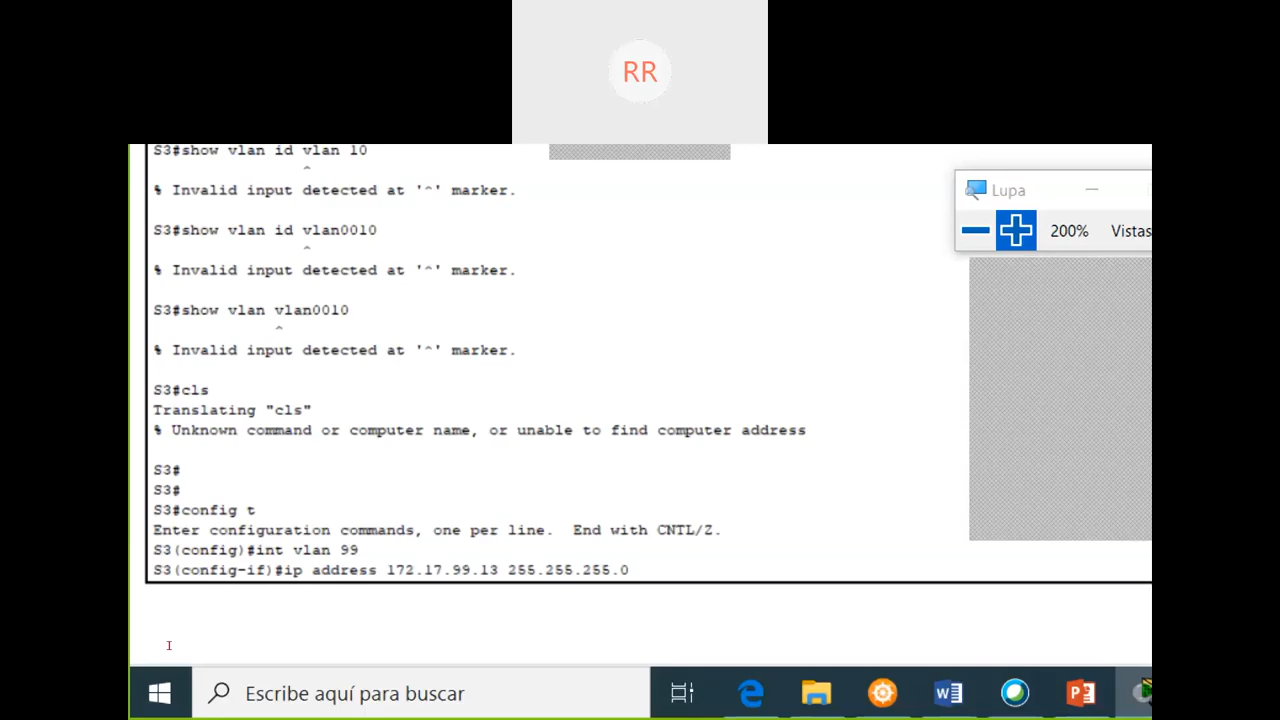 RR
S3#show vlan id vlan 10
^
% Invalid input detected at '^' marker.
S3#show vlan id vlan0010
^
% Invalid input detected at '^' marker.
S3#show vlan vlan0010
^
% Invalid input detected at '^' marker.
S3#cls
Translating "cls"
% Unknown command or computer name, or unable to find computer address
S3#
S3#
S3#config t
Enter configuration commands, one per line.  End with CNTL/Z.
S3(config)#int vlan 99
S3(config-if)#ip address 172.17.99.13 255.255.255.0
Lupa
200% Vistas
Escribe aquí para buscar